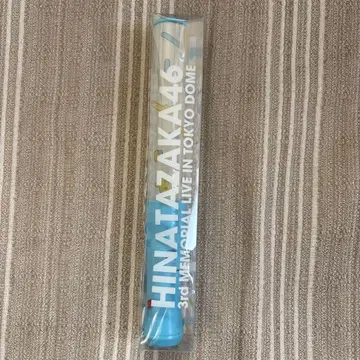 HINATAZAKA46
3rd MEMORIAL LIVE IN TOKYO DOME